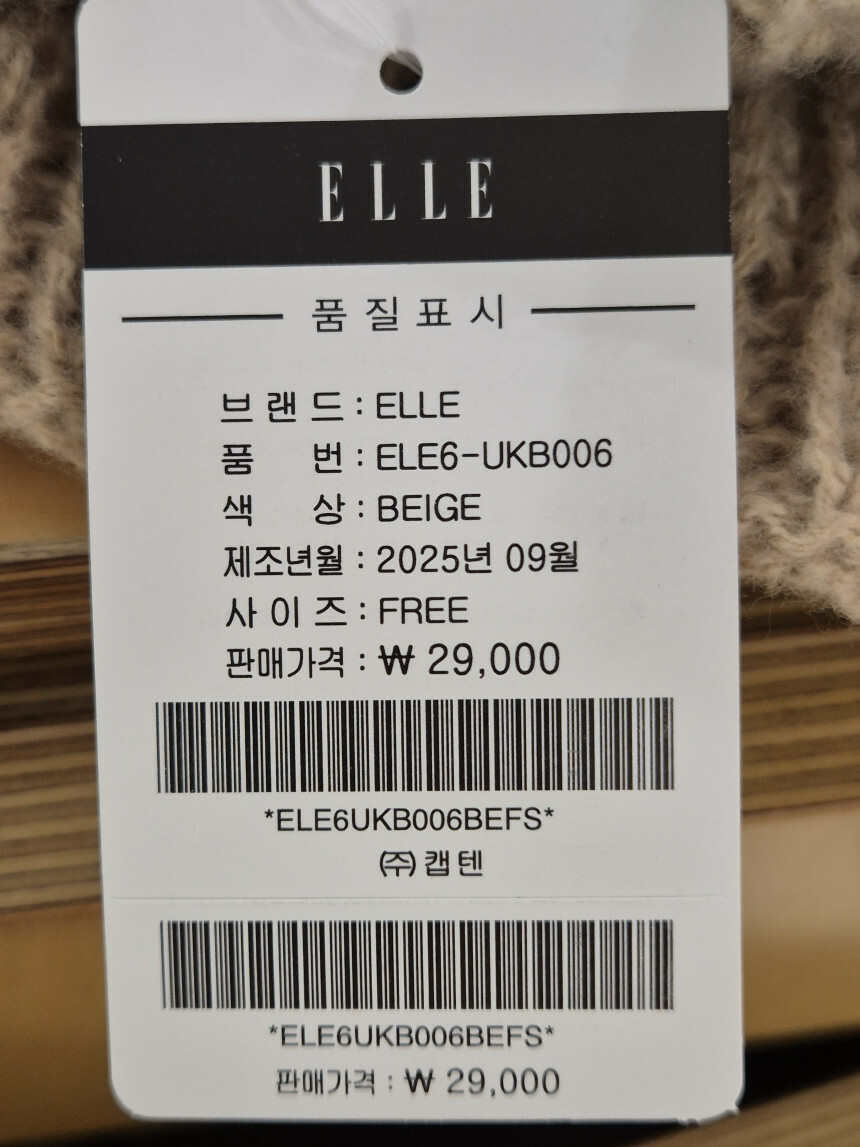 ELLE
품질표시
브랜드 : ELLE
품 번 : ELE6-UKB006
색 상 : BEIGE
제조년월 : 2025년 09월
사이즈 : FREE
판매가격 : ₩ 29,000
*ELE6UKB006BEFS*
㈜캡텐
*ELE6UKB006BEFS*
판매가격 : ₩ 29,000